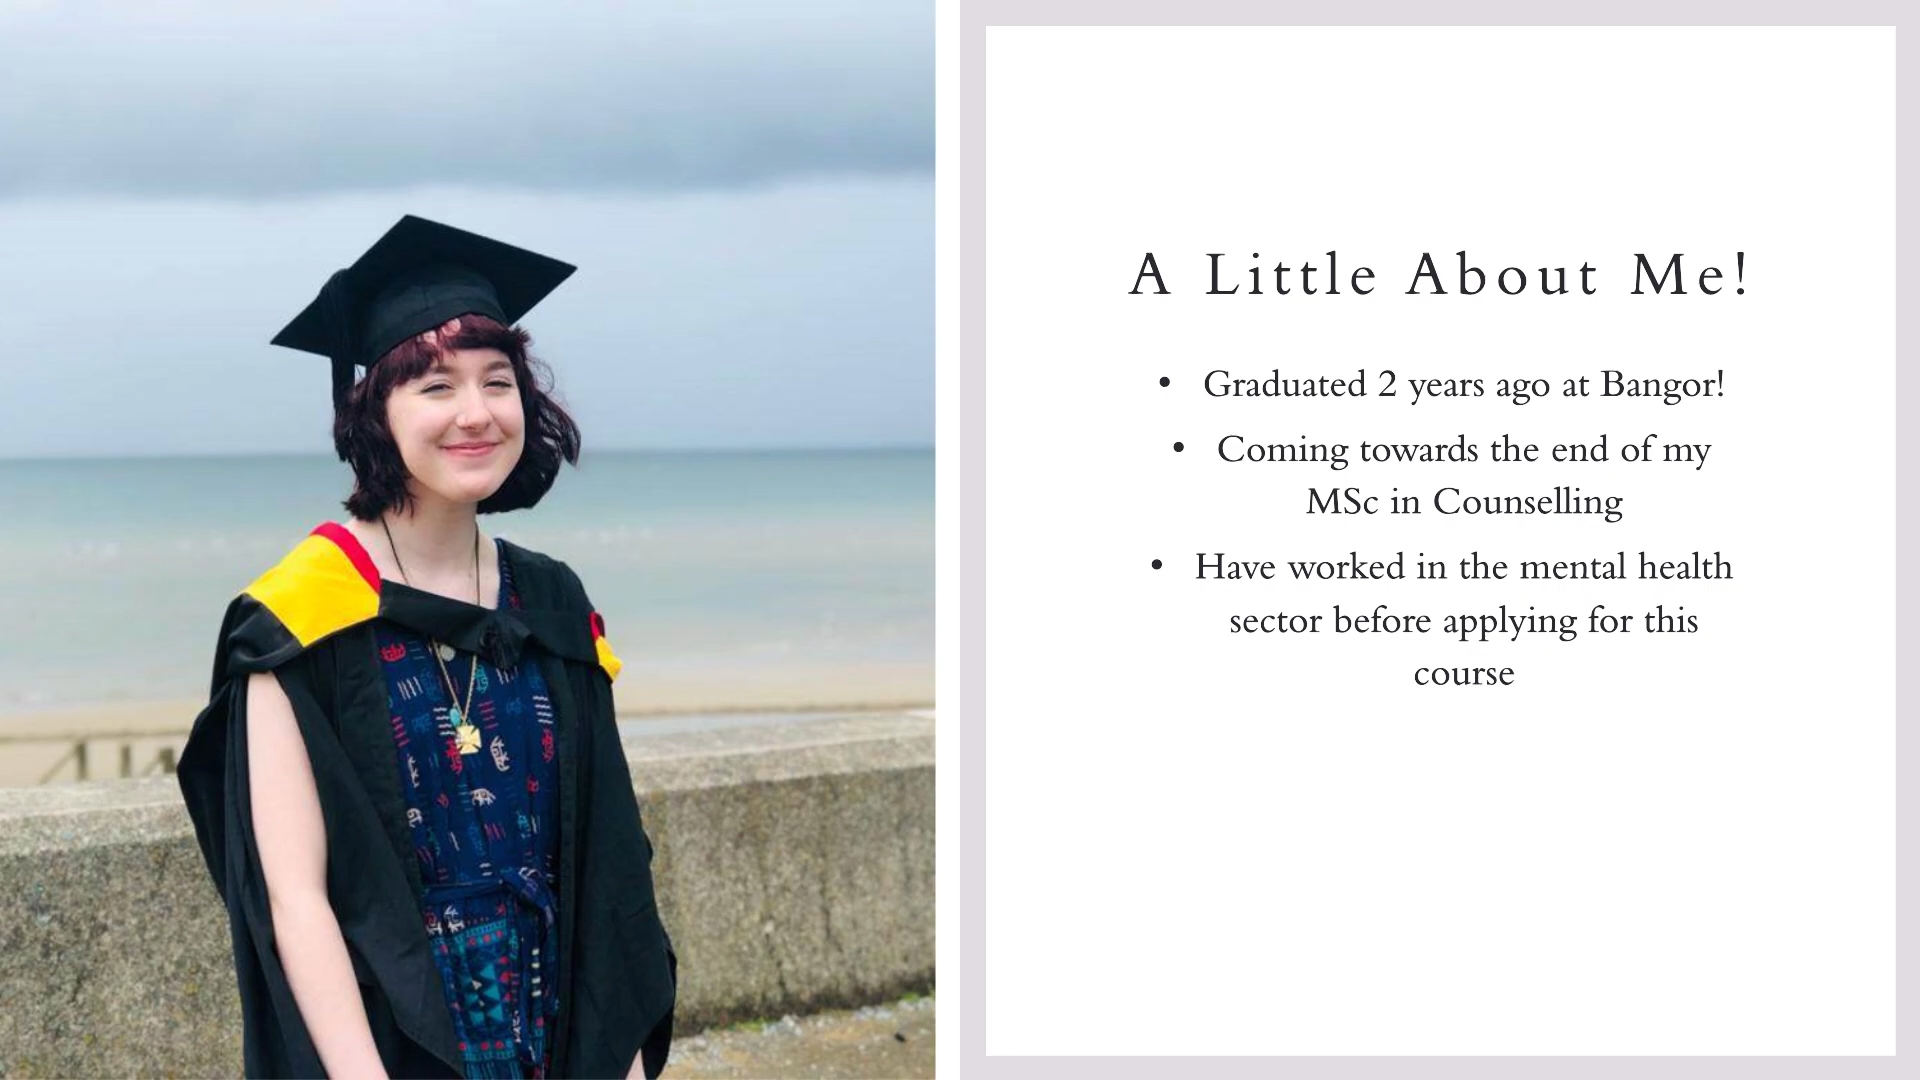 A Little About Me!
• Graduated 2 years ago at Bangor!
• Coming towards the end of my
MSc in Counselling
• Have worked in the mental health
sector before applying for this
course